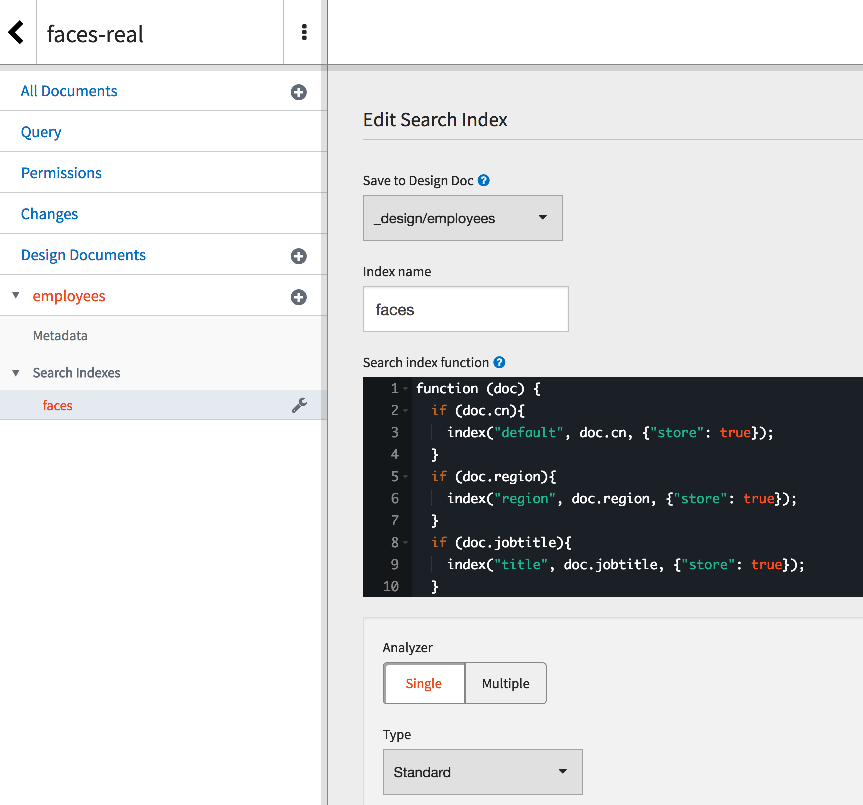 faces-real
All Documents
Query
Permissions
Changes
Design Documents
employees
Metadata
Search Indexes
faces
Edit Search Index
Save to Design Doc ?
_design/employees
Index name
faces
Search index function ?
1 function (doc) {
2 if (doc.cn){
3 index("default", doc.cn, {"store": true});
4 }
5 if (doc.region){
6 index("region", doc.region, {"store": true});
7 }
8 if (doc.jobtitle){
9 index("title", doc.jobtitle, {"store": true});
10 }
Analyzer
Single Multiple
Type
Standard